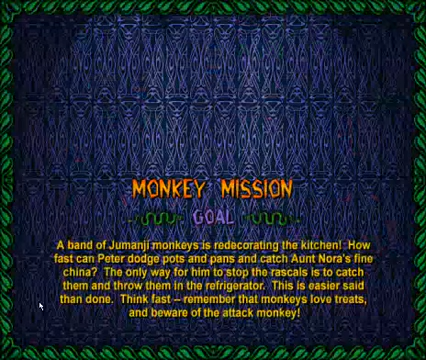 MONKEY MISSION
GOAL
A band of Jumanji monkeys is redecorating the kitchen! How
fast can Peter dodge pots and pans and catch Aunt Nora's fine
china? The only way for him to stop the rascals is to catch
them and throw them in the refrigerator. This is easier said
than done. Think fast -- remember that monkeys love treats,
and beware of the attack monkey!